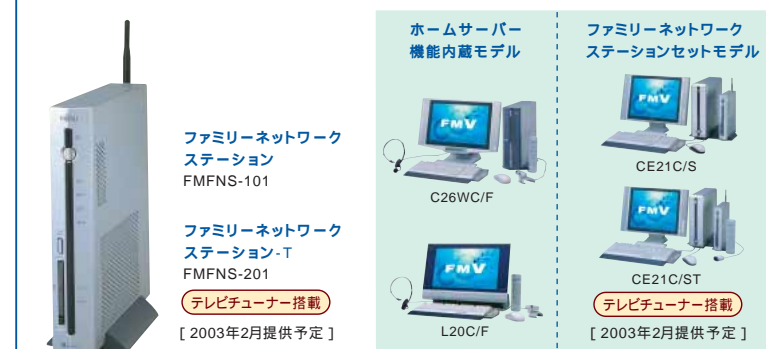 ファミリーネットワーク
ステーション
FMFNS-101
ファミリーネットワーク
ステーション-T
FMFNS-201
テレビチューナー搭載
[ 2003年2月提供予定 ]
ホームサーバー
機能内蔵モデル
FMV
C26WC/F
FMV
L20C/F
ファミリーネットワーク
ステーションセットモデル
FMV
CE21C/S
FMV
CE21C/ST
テレビチューナー搭載
[ 2003年2月提供予定 ]